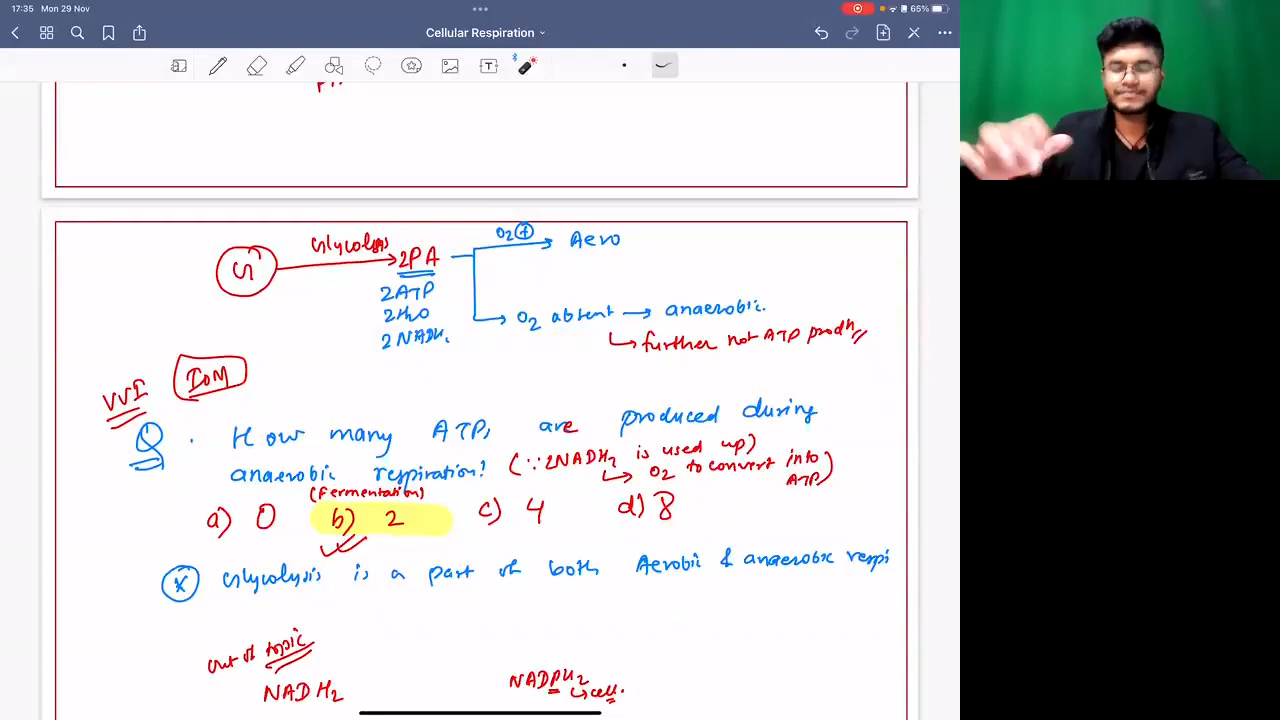 17:35 Mon 29 Nov
66%
Cellular Respiration
G
Glycolysis
2PA
2ATP
2H2O
2NADH2
O2 (+)
Aero
O2 absent → anaerobic.
further not ATP prodn
VVI
IOM
Q. How many ATPs are produced during
anaerobic respiration?
(∵ 2NADH2 is used up)
O2 to convert into ATP)
(Fermentation)
a) 0 b) 2 c) 4 d) 8
* Glycolysis is a part of both Aerobic & anaerobic respi
out of topic
NADH2
NADPH2
cell.